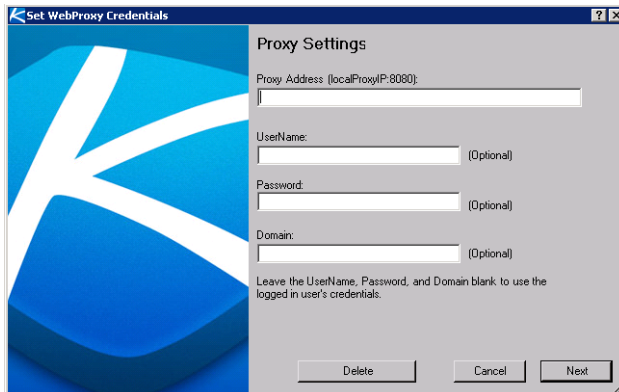 Set WebProxy Credentials
Proxy Settings
Proxy Address (localProxyIP:8080):
UserName:
(Optional)
Password:
(Optional)
Domain:
(Optional)
Leave the UserName, Password, and Domain blank to use the
logged in user's credentials.
Delete Cancel Next